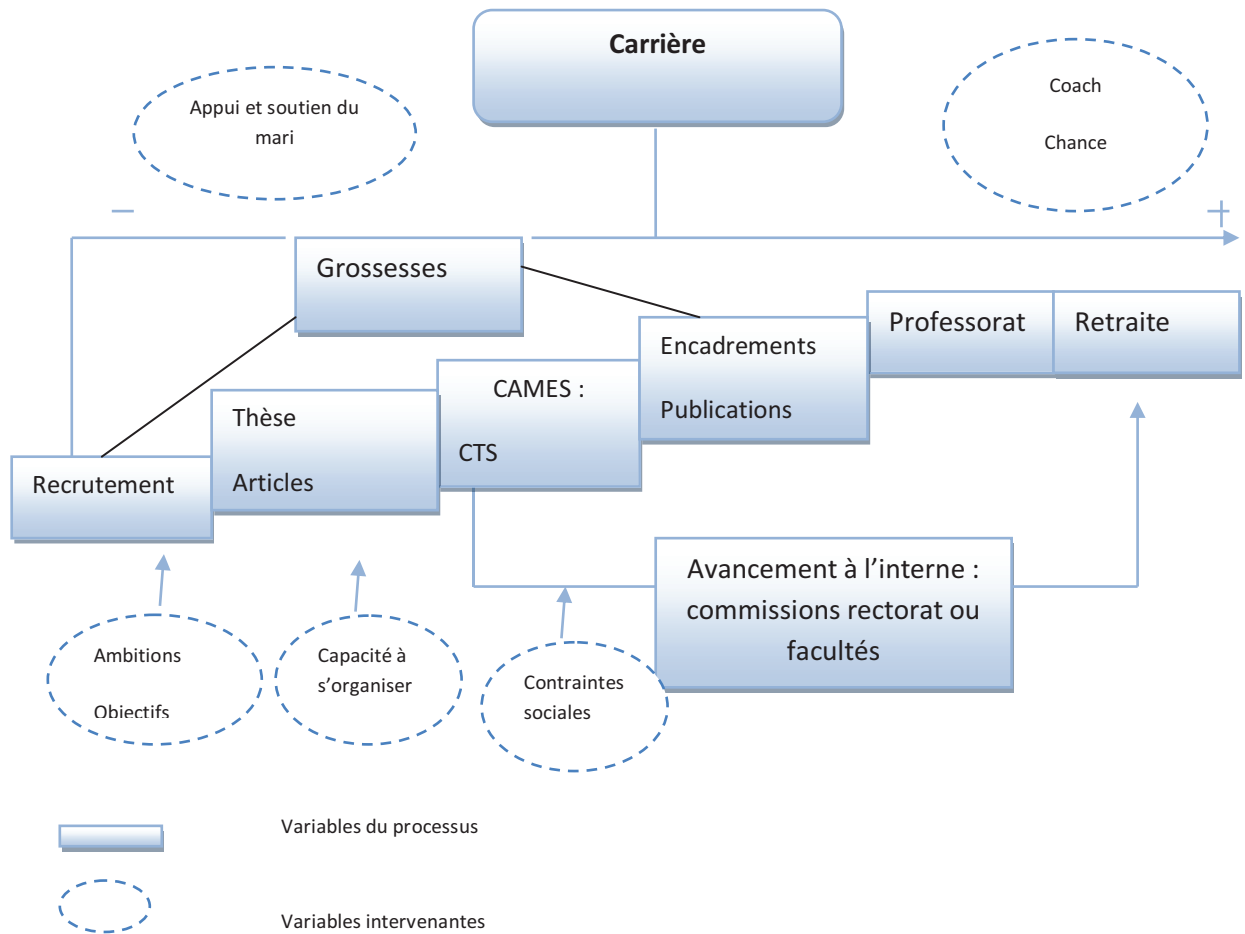 Carrière
Appui et soutien du
mari
Coach
Chance
−
+
Grossesses
Professorat
Retraite
Encadrements
Publications
CAMES :
CTS
Thèse
Articles
Recrutement
Avancement à l’interne :
commissions rectorat ou
facultés
Ambitions
Objectifs
Capacité à
s’organiser
Contraintes
sociales
Variables du processus
Variables intervenantes